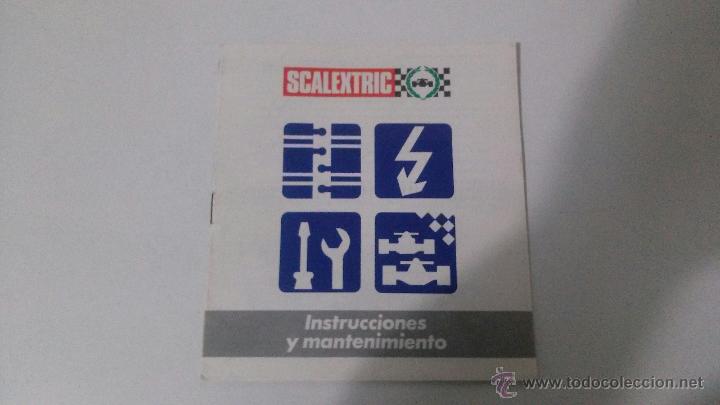 SCALEXTRIC
Instrucciones
y mantenimiento
www.todocoleccion.net